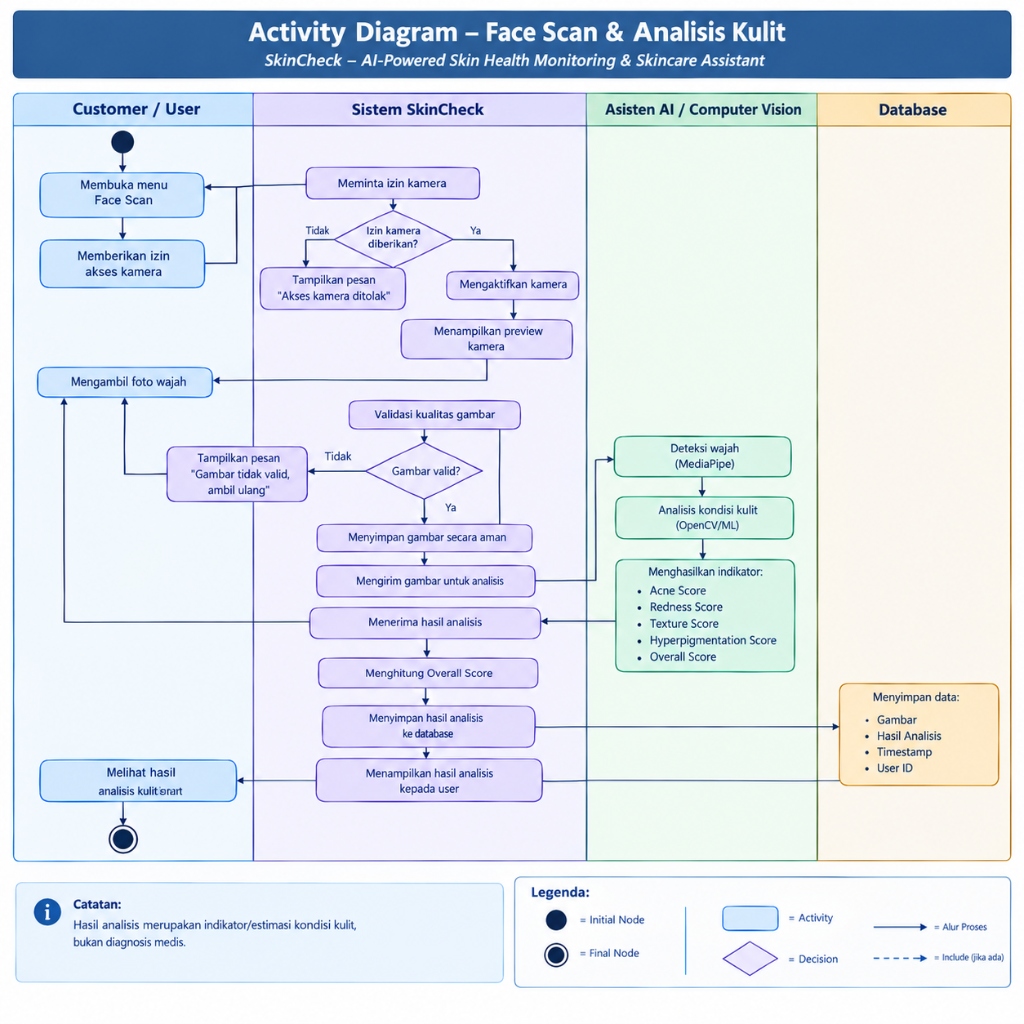 Activity Diagram – Face Scan & Analisis Kulit
SkinCheck – AI-Powered Skin Health Monitoring & Skincare Assistant
Customer / User
Sistem SkinCheck
Asisten AI / Computer Vision
Database
Membuka menu
Face Scan
Memberikan izin
akses kamera
Meminta izin kamera
Izin kamera
diberikan?
Tidak
Ya
Tampilkan pesan
"Akses kamera ditolak"
Mengaktifkan kamera
Menampilkan preview
kamera
Mengambil foto wajah
Validasi kualitas gambar
Gambar valid?
Tidak
Ya
Tampilkan pesan
"Gambar tidak valid,
ambil ulang"
Menyimpan gambar secara aman
Mengirim gambar untuk analisis
Deteksi wajah
(MediaPipe)
Analisis kondisi kulit
(OpenCV/ML)
Menghasilkan indikator:
• Acne Score
• Redness Score
• Texture Score
• Hyperpigmentation Score
• Overall Score
Menerima hasil analisis
Menghitung Overall Score
Menyimpan hasil analisis
ke database
Menyimpan data:
• Gambar
• Hasil Analisis
• Timestamp
• User ID
Menampilkan hasil analisis
kepada user
Melihat hasil
analisis kulit
Catatan:
Hasil analisis merupakan indikator/estimasi kondisi kulit,
bukan diagnosis medis.
Legenda:
= Initial Node
= Final Node
= Activity
= Decision
= Alur Proses
= Include (jika ada)